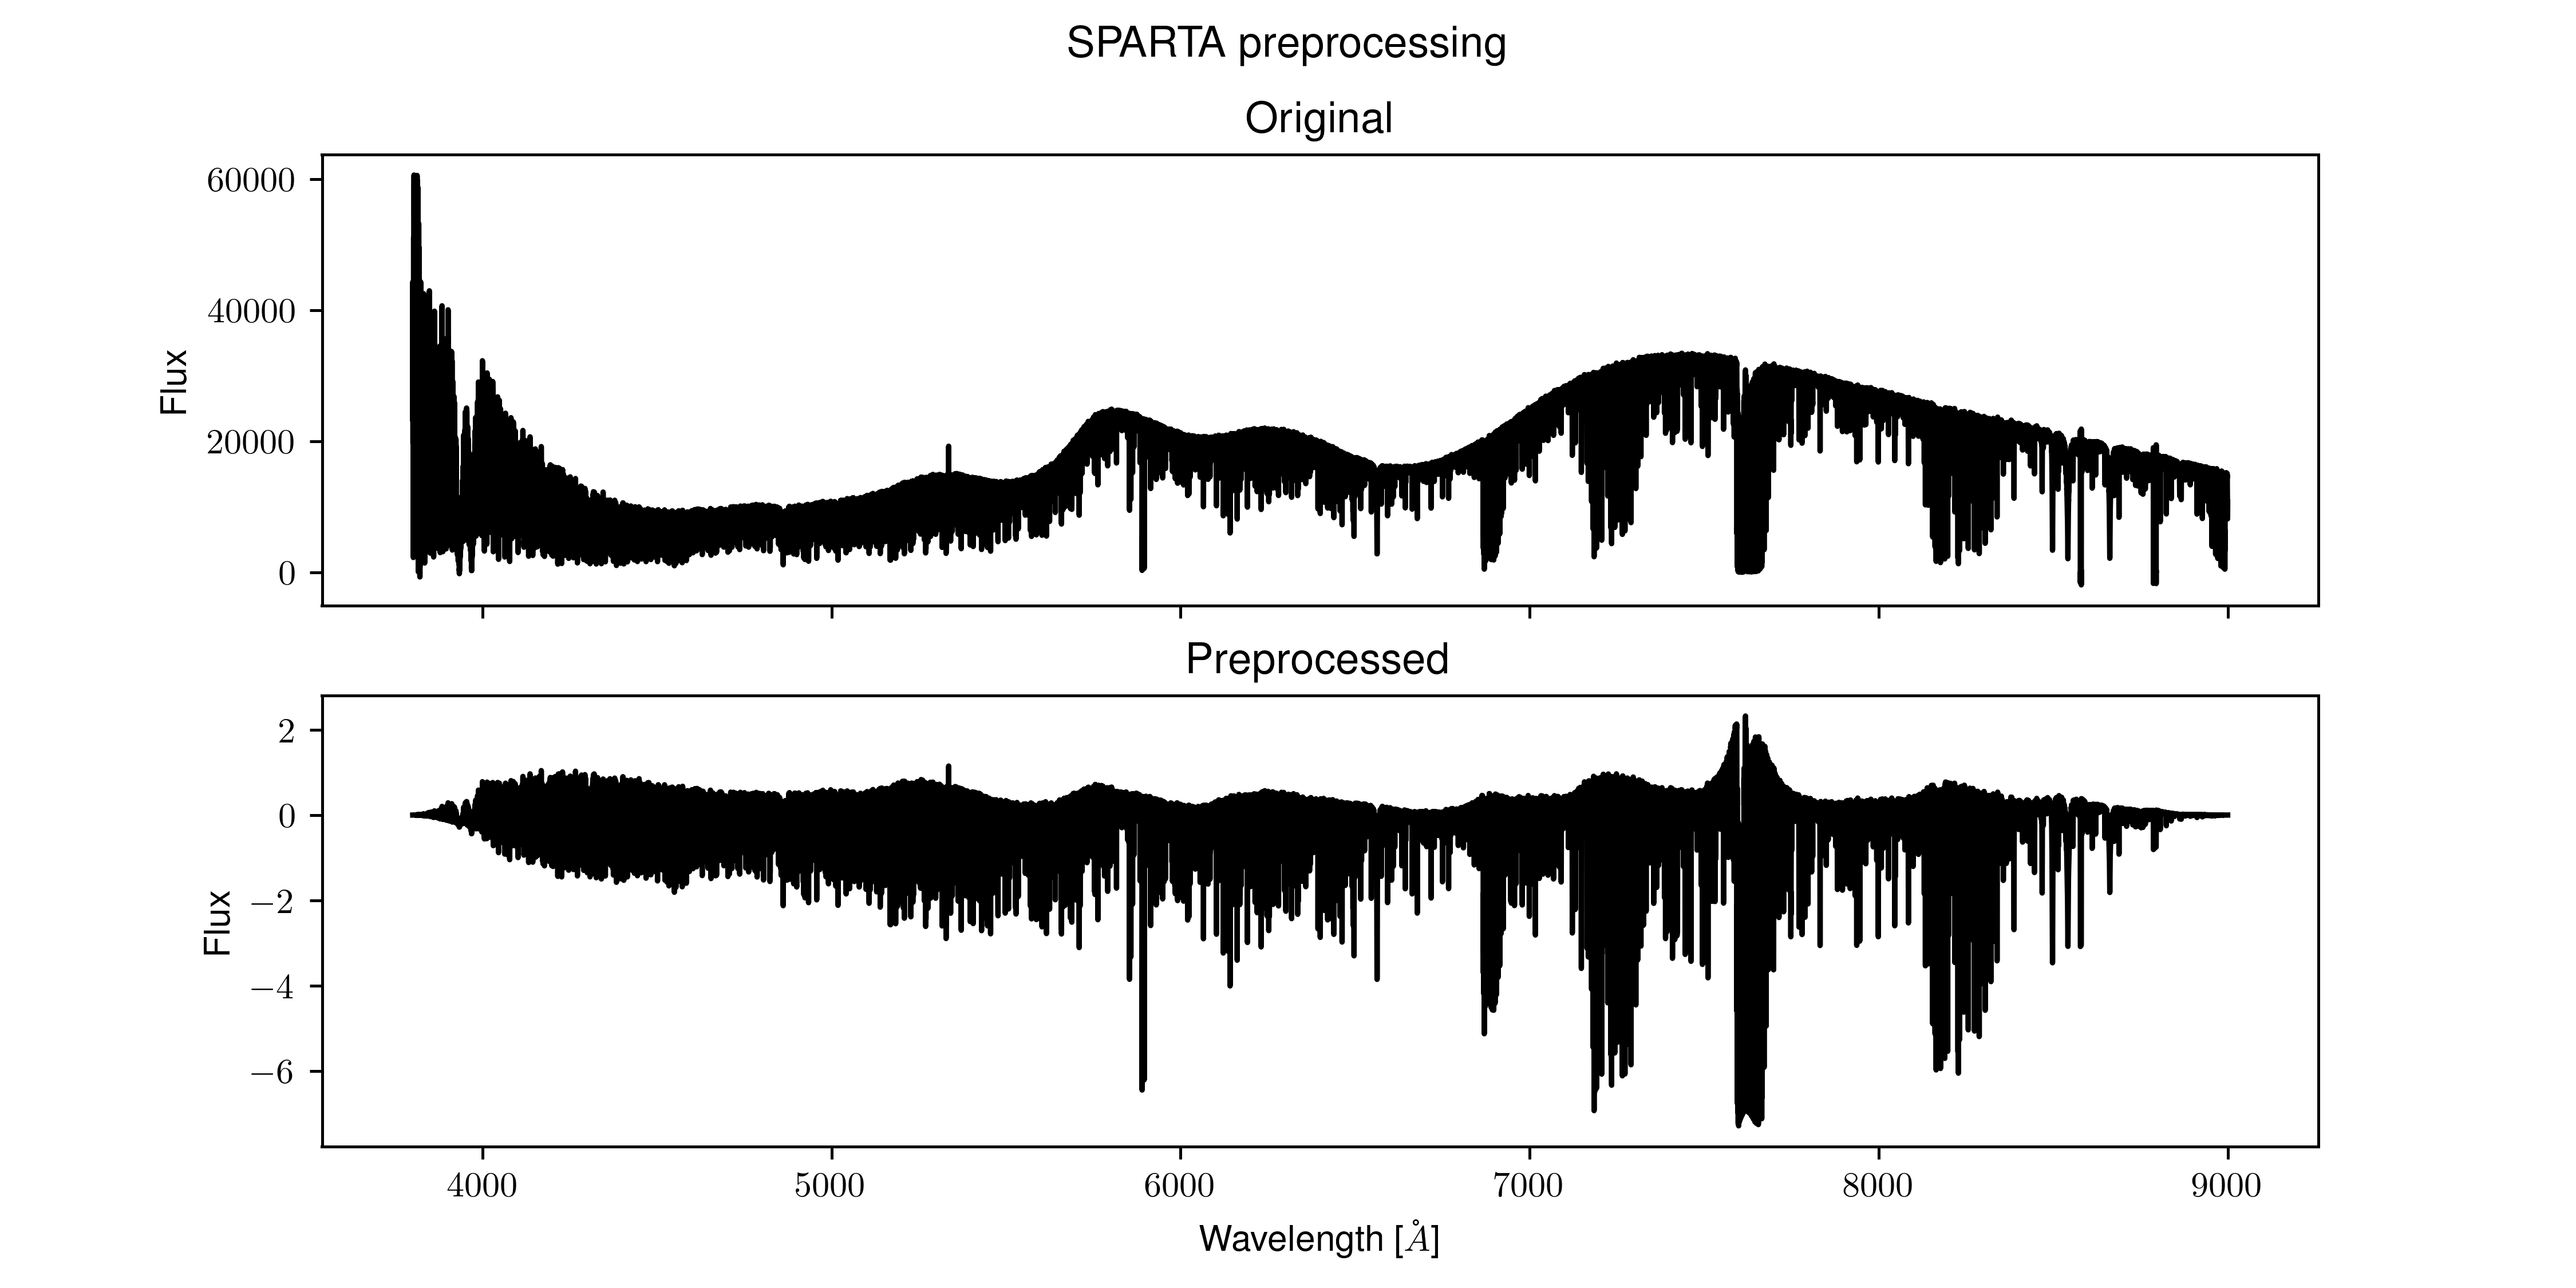 SPARTA preprocessing
Original
60000
40000
20000
0
Flux
Preprocessed
2
0
−2
−4
−6
Flux
4000 5000 6000 7000 8000 9000
Wavelength [Å]